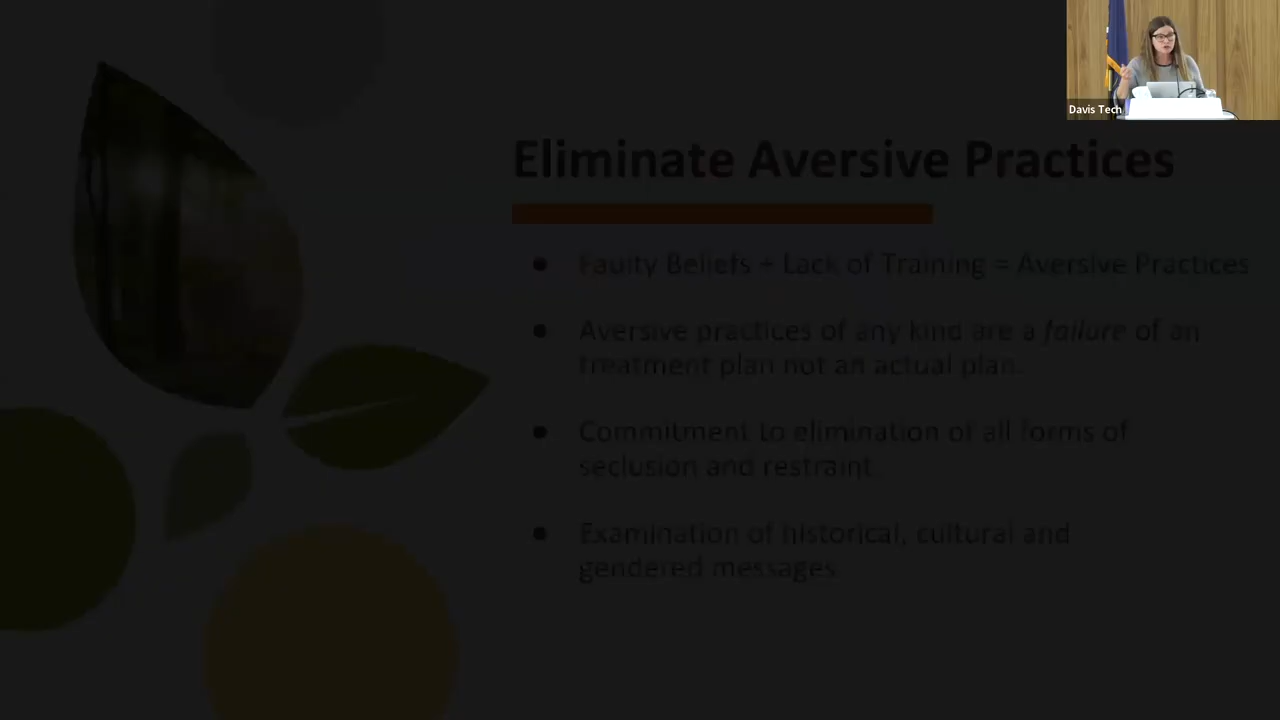 Davis Tech
Eliminate Aversive Practices
● Faulty Beliefs + Lack of Training = Aversive Practices
● Aversive practices of any kind are a failure of an
treatment plan not an actual plan.
● Commitment to elimination of all forms of
seclusion and restraint.
● Examination of historical, cultural and
gendered messages